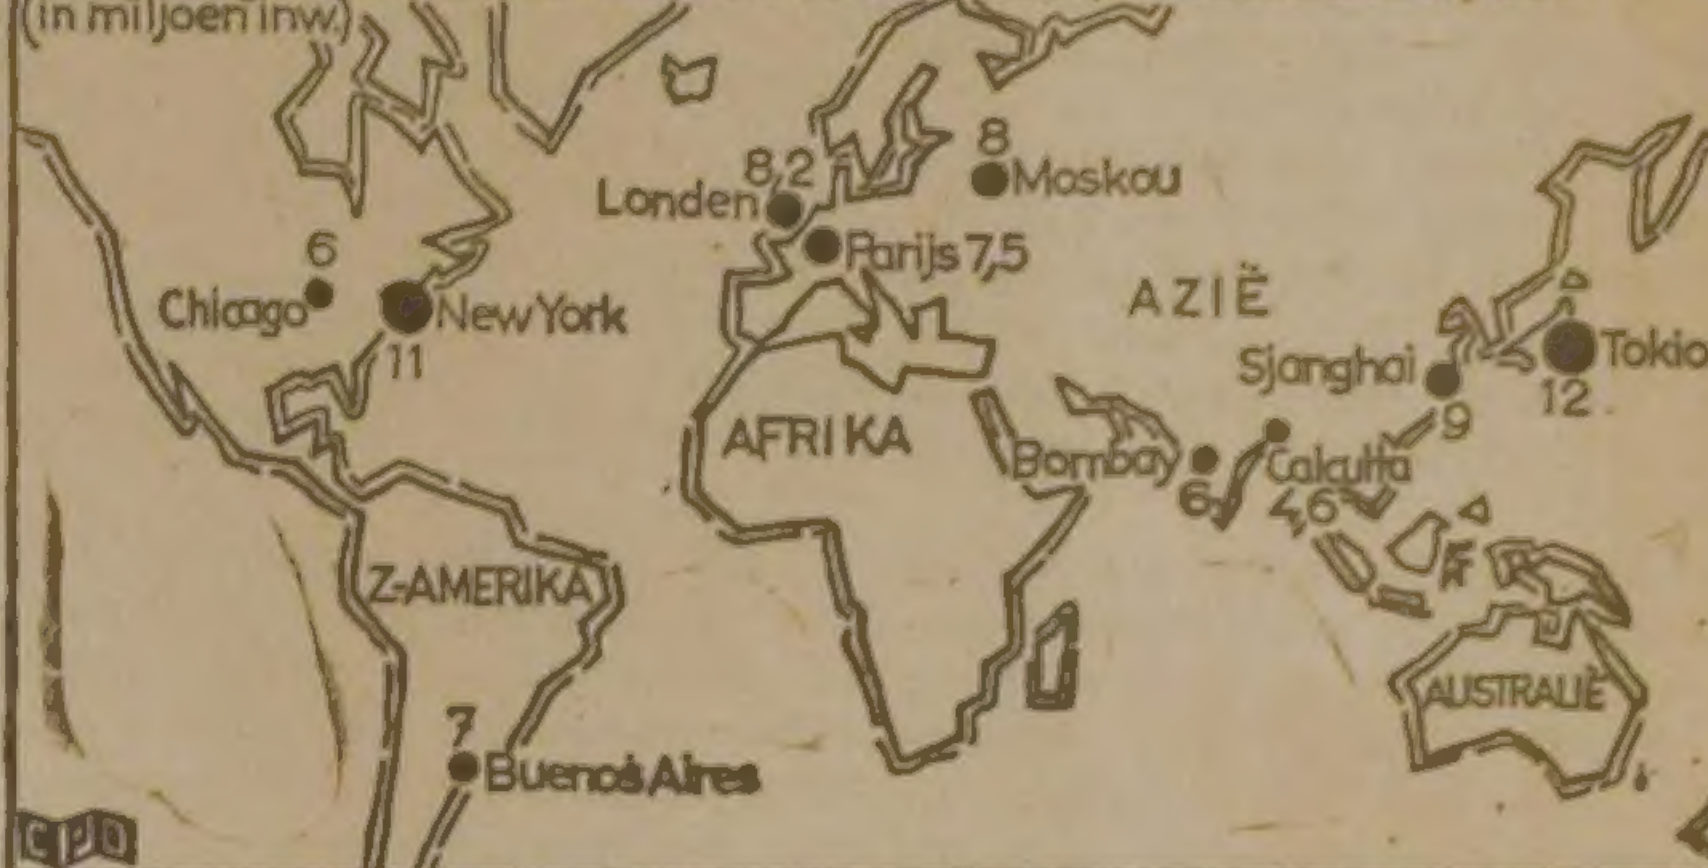 (in miljoen inw.)
8
8,2
Moskou
Londen
6
Parijs 7,5
AZIË
Chicago
New York
11
Sjanghai
Tokio
12
9
AFRIKA
Bombay
Calcutta
6
4,6
Z-AMERIKA
AUSTRALIË
7
Buenos Aires